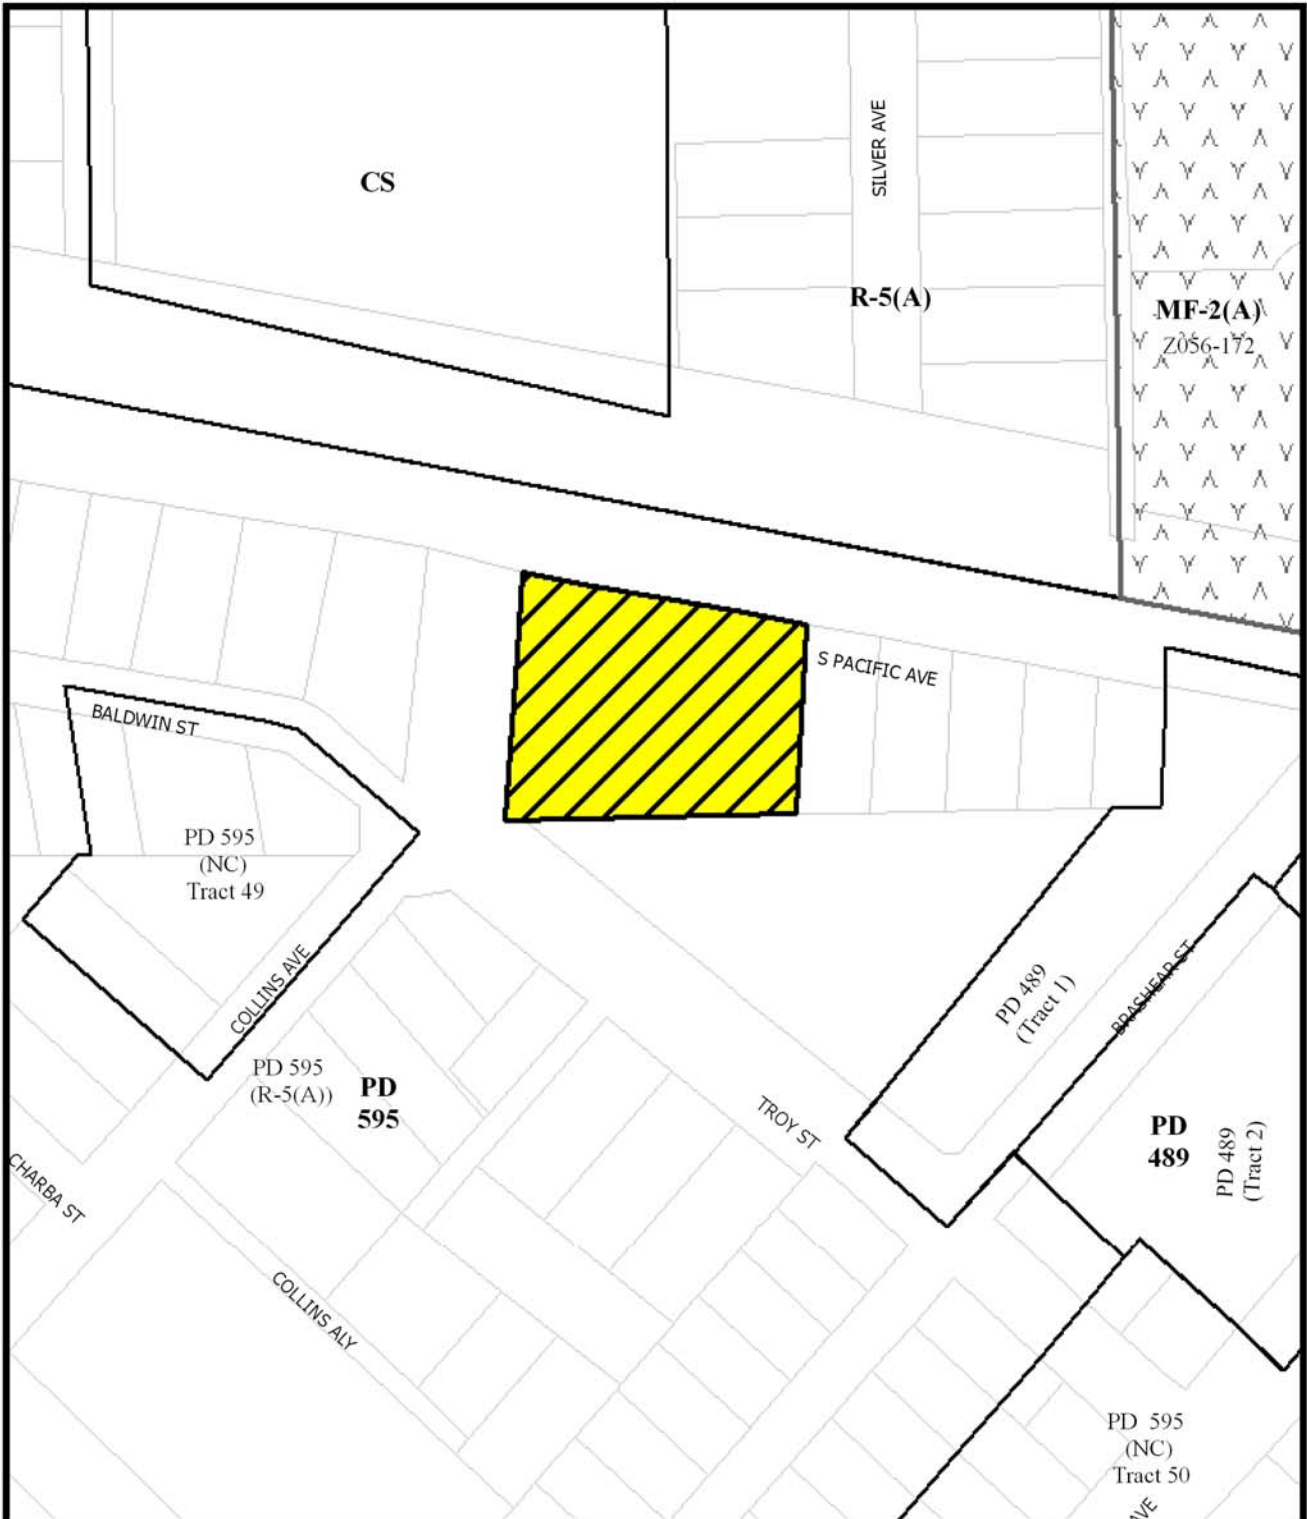 SILVER AVE
CS
R-5(A)
MF-2(A)
Z056-172
S PACIFIC AVE
BALDWIN ST
PD 595
(NC)
Tract 49
COLLINS AVE
PD 489
(Tract 1)
BRASHEAR ST
PD 595
(R-5(A))
PD
595
TROY ST
PD
489
PD 489
(Tract 2)
CHARBA ST
COLLINS ALY
PD 595
(NC)
Tract 50
AVE